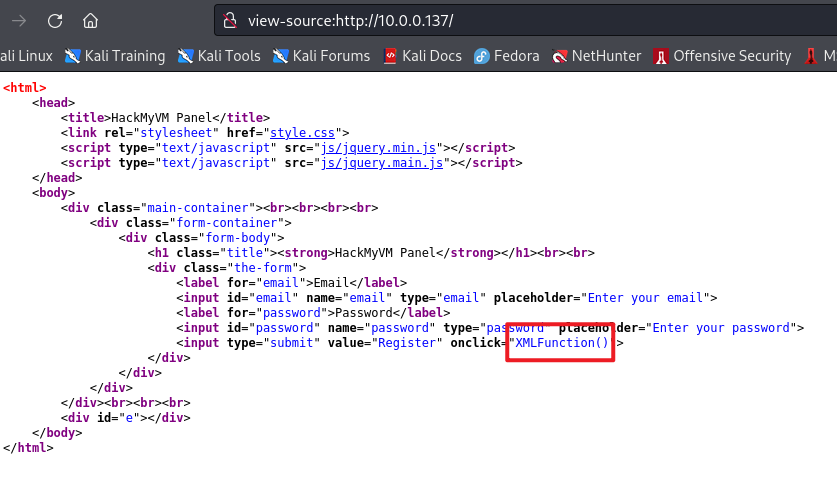 view-source:http://10.0.0.137/
ali Linux Kali Training Kali Tools Kali Forums Kali Docs Fedora NetHunter Offensive Security M
<html>
<head>
<title>HackMyVM Panel</title>
<link rel="stylesheet" href="style.css">
<script type="text/javascript" src="js/jquery.min.js"></script>
<script type="text/javascript" src="js/jquery.main.js"></script>
</head>
<body>
<div class="main-container"><br><br><br><br>
<div class="form-container">
<div class="form-body">
<h1 class="title"><strong>HackMyVM Panel</strong></h1><br><br>
<div class="the-form">
<label for="email">Email</label>
<input id="email" name="email" type="email" placeholder="Enter your email">
<label for="password">Password</label>
<input id="password" name="password" type="password" placeholder="Enter your password">
<input type="submit" value="Register" onclick="XMLFunction()">
</div>
</div>
</div>
</div><br><br><br>
<div id="e"></div>
</body>
</html>